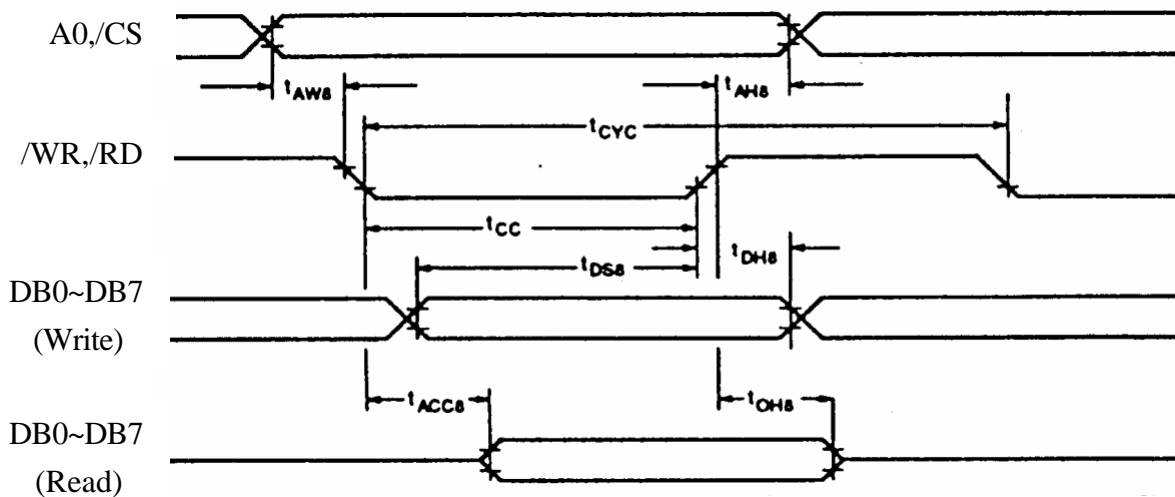 A0,/CS
tAW8
tAH8
tCYC
/WR,/RD
tCC
tDS8
tDH8
DB0~DB7
(Write)
tACC8
tOH8
DB0~DB7
(Read)